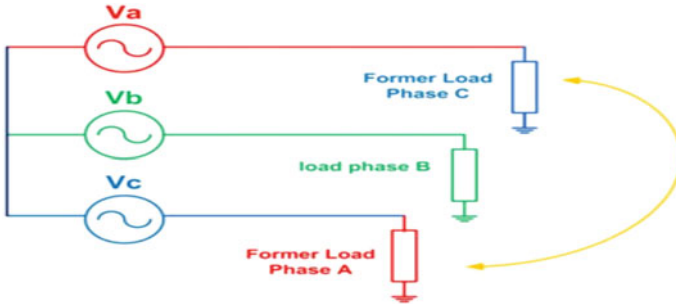 Va
Former Load
Phase C
Vb
load phase B
Vc
Former Load
Phase A